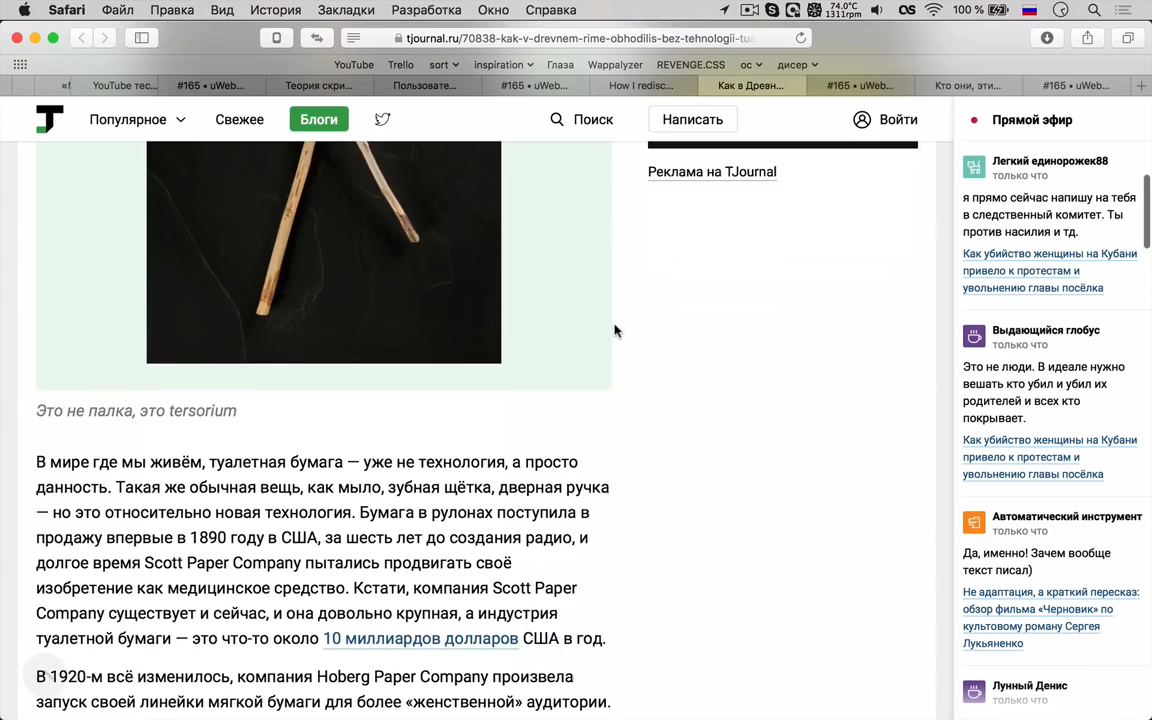 Safari Файл Правка Вид История Закладки Разработка Окно Справка 74.0°C 1311rpm 100 %
tjournal.ru/70838-kak-v-drevnem-rime-obhodilis-bez-tehnologii-tua
YouTube Trello sort inspiration Глаза Wappalyzer REVENGE.CSS ос дисер
«I YouTube тес... #165 • uWeb... Теория скри... Пользовате... #165 • uWeb... How I redisc... Как в Древн... #165 • uWeb... Кто они, эти... #165 • uWeb...
Популярное Свежее Блоги Поиск Написать Войти
Реклама на TJournal
Это не палка, это tersorium
В мире где мы живём, туалетная бумага — уже не технология, а просто
данность. Такая же обычная вещь, как мыло, зубная щётка, дверная ручка
— но это относительно новая технология. Бумага в рулонах поступила в
продажу впервые в 1890 году в США, за шесть лет до создания радио, и
долгое время Scott Paper Company пытались продвигать своё
изобретение как медицинское средство. Кстати, компания Scott Paper
Company существует и сейчас, и она довольно крупная, а индустрия
туалетной бумаги — это что-то около 10 миллиардов долларов США в год.
В 1920-м всё изменилось, компания Hoberg Paper Company произвела
запуск своей линейки мягкой бумаги для более «женственной» аудитории.
Прямой эфир
Легкий единорожек88
только что
я прямо сейчас напишу на тебя
в следственный комитет. Ты
против насилия и тд.
Как убийство женщины на Кубани
привело к протестам и
увольнению главы посёлка
Выдающийся глобус
только что
Это не люди. В идеале нужно
вешать кто убил и убил их
родителей и всех кто
покрывает.
Как убийство женщины на Кубани
привело к протестам и
увольнению главы посёлка
Автоматический инструмент
только что
Да, именно! Зачем вообще
текст писал)
Не адаптация, а краткий пересказ:
обзор фильма «Черновик» по
культовому роману Сергея
Лукьяненко
Лунный Денис
только что